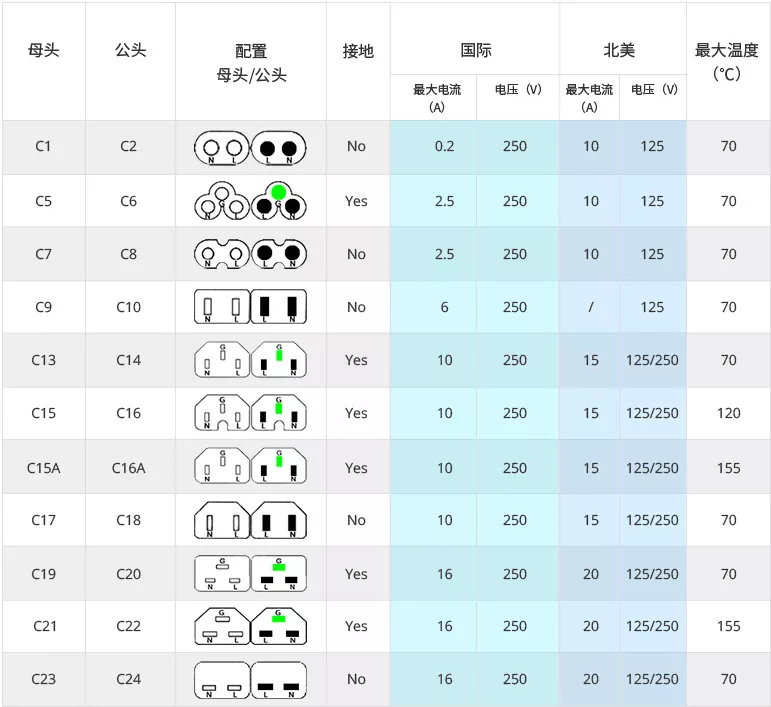 母头 公头 配置 接地 国际 北美 最大温度
母头/公头 (℃)
最大电流 电压（V） 最大电流 电压（V）
（A） （A）
C1 C2 N L L N No 0.2 250 10 125 70
C5 C6 N G L L G N Yes 2.5 250 10 125 70
C7 C8 N L L N No 2.5 250 10 125 70
C9 C10 N L L N No 6 250 / 125 70
C13 C14 G N L G L N Yes 10 250 15 125/250 70
C15 C16 G N L G L N Yes 10 250 15 125/250 120
C15A C16A G N L G L N Yes 10 250 15 125/250 155
C17 C18 N L L N No 10 250 15 125/250 70
C19 C20 G N L G L N Yes 16 250 20 125/250 70
C21 C22 G N L G L N Yes 16 250 20 125/250 155
C23 C24 N L L N No 16 250 20 125/250 70